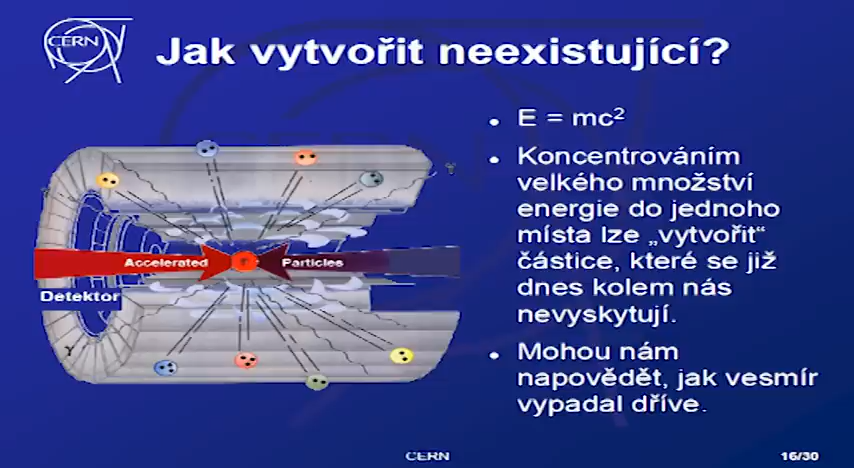 CERN
Jak vytvořit neexistující?
• E = mc²
• Koncentrováním
velkého množství
energie do jednoho
místa lze „vytvořit“
částice, které se již
dnes kolem nás
nevyskytují.
• Mohou nám
napovědět, jak vesmír
vypadal dříve.
γ
Accelerated
Particles
Detektor
γ
CERN
16/30